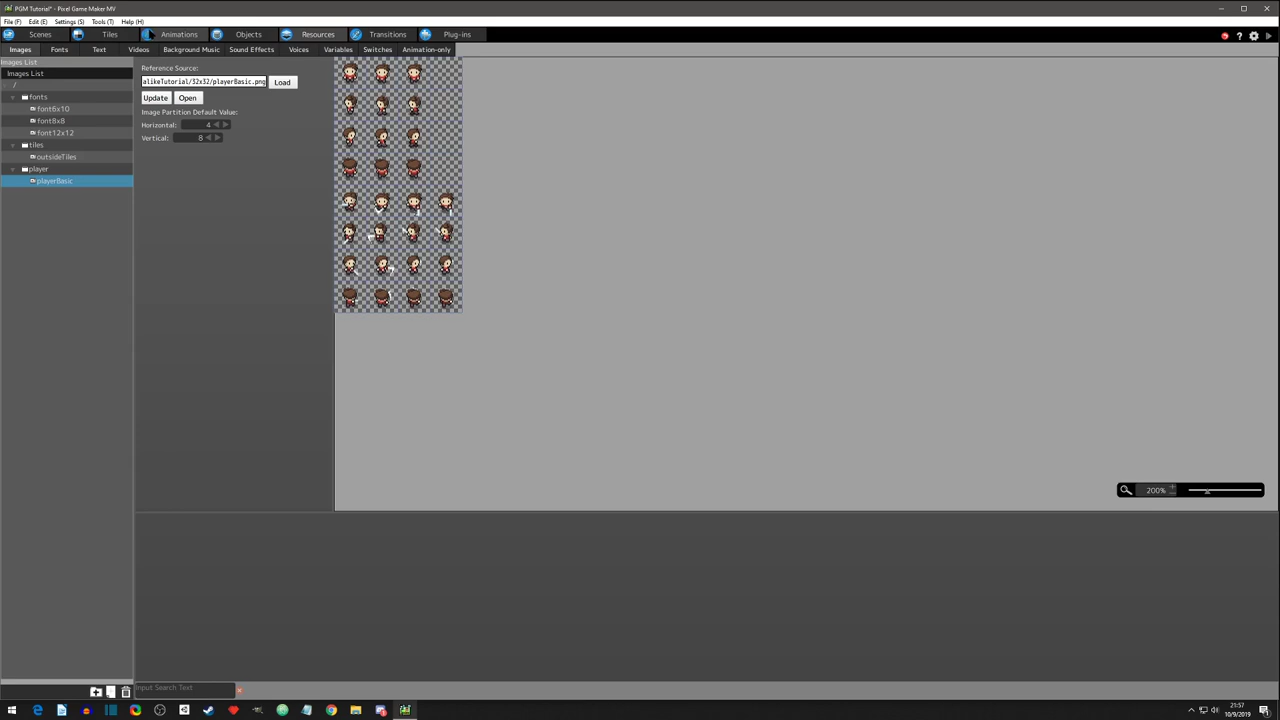 PGM Tutorial* - Pixel Game Maker MV
File (F) Edit (E) Settings (S) Tools (T) Help (H)
Scenes Tiles Animations Objects Resources Transitions Plug-ins
Images Fonts Text Videos Background Music Sound Effects Voices Variables Switches Animation-only
Images List
Images List
/
fonts
font6x10
font8x8
font12x12
tiles
outsideTiles
player
playerBasic
Reference Source:
alikeTutorial/32x32/playerBasic.png Load
Update Open
Image Partition Default Value:
Horizontal: 4
Vertical: 8
200%
Input Search Text
21:57
10/9/2019